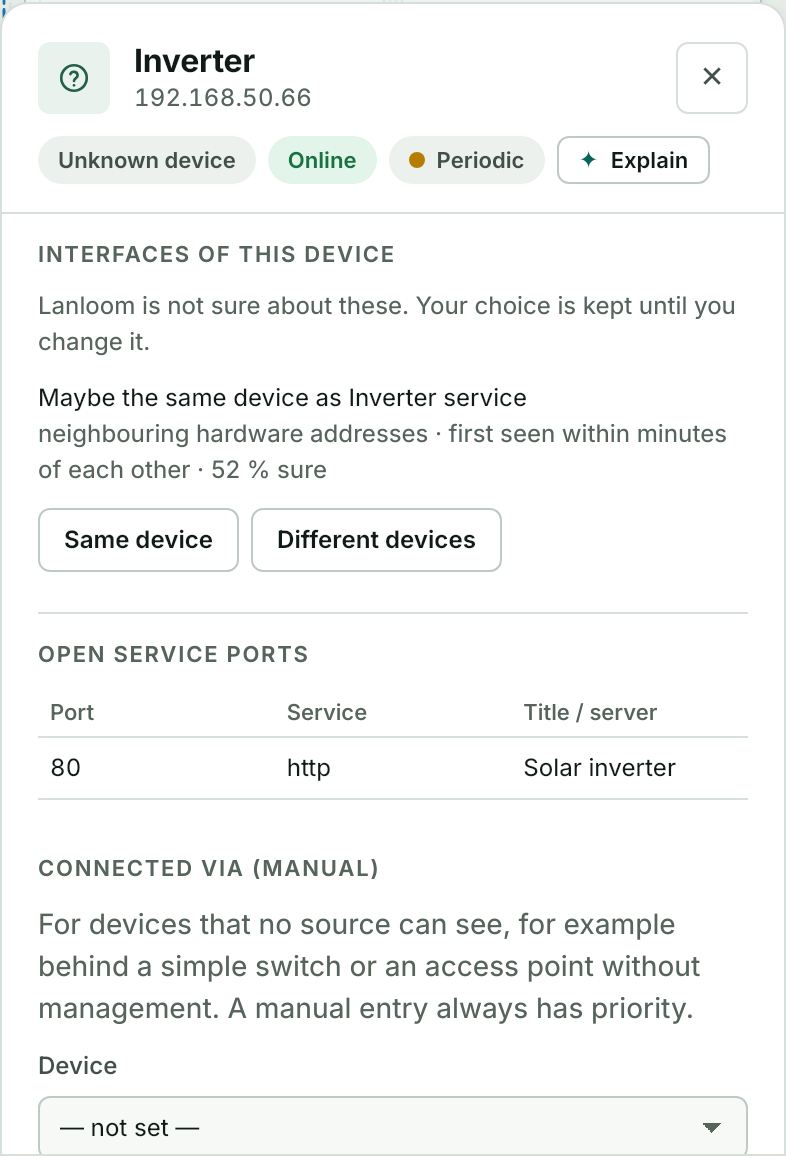 Inverter
192.168.50.66
Unknown device
Online
Periodic
Explain
INTERFACES OF THIS DEVICE
Lanloom is not sure about these. Your choice is kept until you
change it.
Maybe the same device as Inverter service
neighbouring hardware addresses · first seen within minutes
of each other · 52 % sure
Same device
Different devices
OPEN SERVICE PORTS
Port Service Title / server
80 http Solar inverter
CONNECTED VIA (MANUAL)
For devices that no source can see, for example
behind a simple switch or an access point without
management. A manual entry always has priority.
Device
— not set —